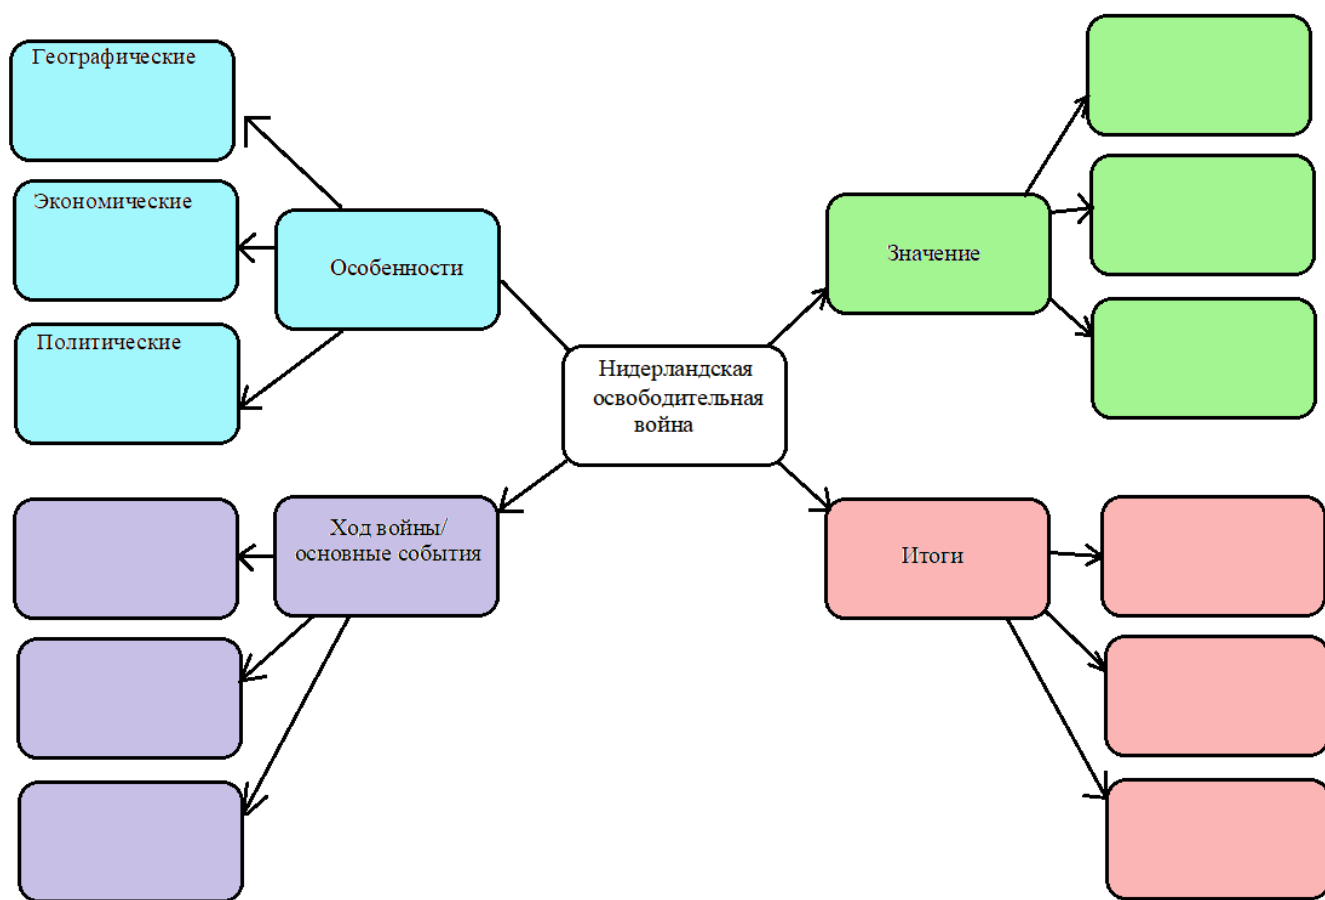 Географические
Экономические
Политические
Особенности
Значение
Нидерландская
освободительная
война
Ход войны/
основные события
Итоги